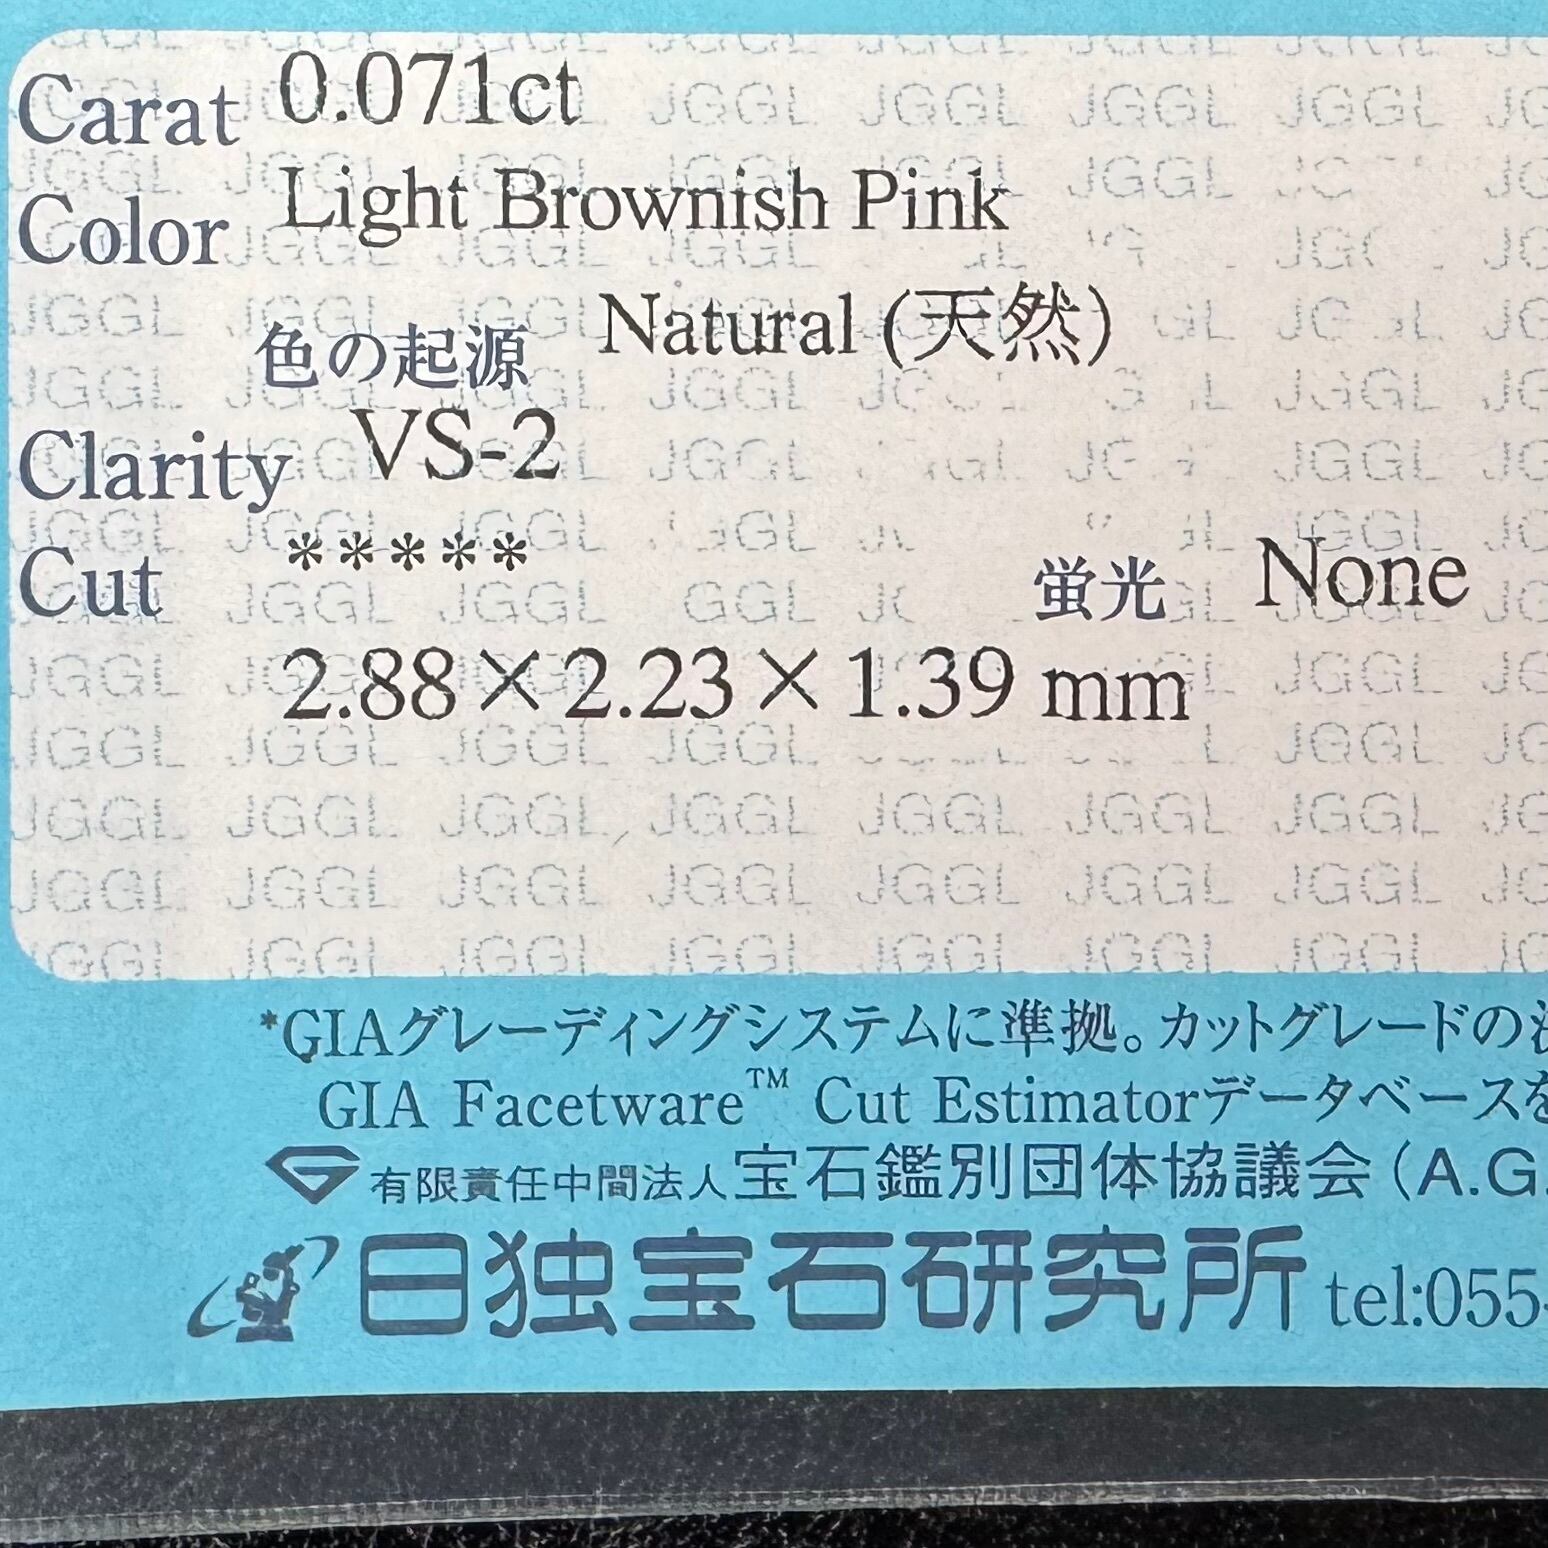 Carat 0.071ct
Color Light Brownish Pink
色の起源 Natural (天然)
Clarity VS-2
Cut ***** 蛍光 None
2.88×2.23×1.39 mm
*GIAグレーディングシステムに準拠。カットグレードの
GIA Facetware™ Cut Estimatorデータベースを
有限責任中間法人宝石鑑別団体協議会(A.G.
日独宝石研究所 tel:055-
JGGL